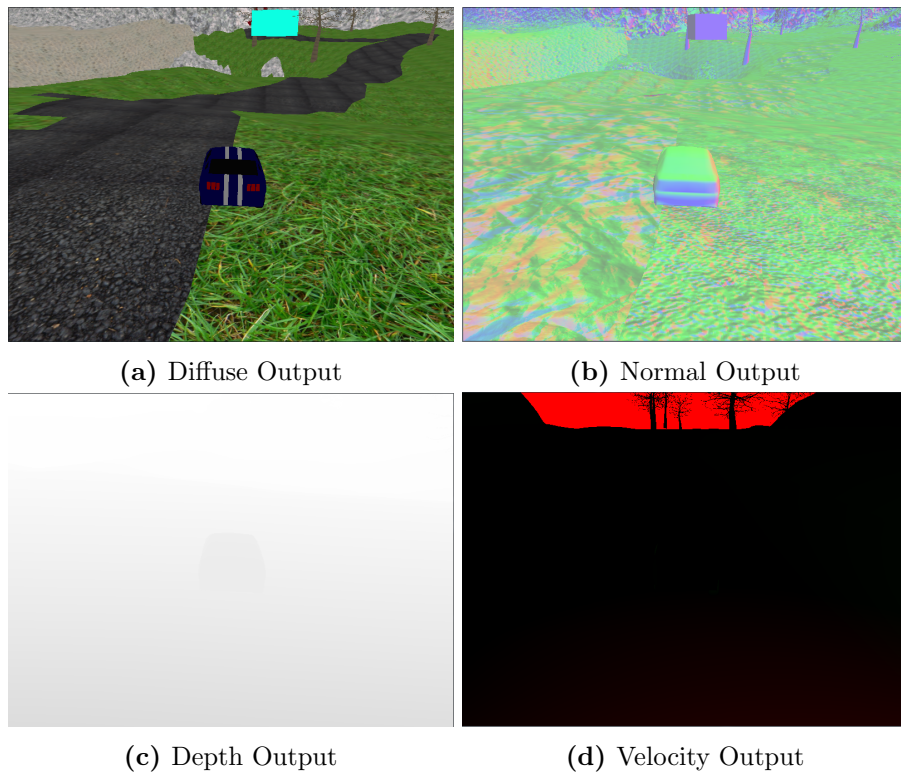 (a) Diffuse Output
(b) Normal Output
(c) Depth Output
(d) Velocity Output